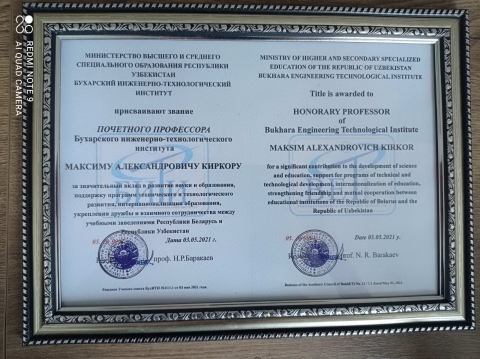 REDMI NOTE 9
AI QUAD CAMERA
МИНИСТЕРСТВО ВЫСШЕГО И СРЕДНЕГО
СПЕЦИАЛЬНОГО ОБРАЗОВАНИЯ РЕСПУБЛИКИ
УЗБЕКИСТАН
БУХАРСКИЙ ИНЖЕНЕРНО-ТЕХНОЛОГИЧЕСКИЙ
ИНСТИТУТ
присваивают звание
ПОЧЕТНОГО ПРОФЕССОРА
Бухарского инженерно-технологического
института
МАКСИМУ АЛЕКСАНДРОВИЧУ КИРКОРУ
за значительный вклад в развитие науки и образования,
поддержку программ технического и технологического
развития, интернационализация образования,
укрепления дружбы и взаимного сотрудничества между
учебными заведениями Республики Беларусь и
Республики Узбекистан
Дата 03.05.2021 г.
проф. Н.Р.Баракаев
MINISTRY OF HIGHER AND SECONDARY SPECIALIZED
EDUCATION OF THE REPUBLIC OF UZBEKISTAN
BUKHARA ENGINEERING TECHNOLOGICAL INSTITUTE
Title is awarded to
HONORARY PROFESSOR
of
Bukhara Engineering Technological Institute
MAKSIM ALEXANDROVICH KIRKOR
for a significant contribution to the development of science
and education, support for programs of technical and
technological development, internationalization of education,
strengthening friendship and mutual cooperation between
educational institutions of the Republic of Belarus and the
Republic of Uzbekistan
Date 03.05.2021 г.
prof. N. R. Barakaev